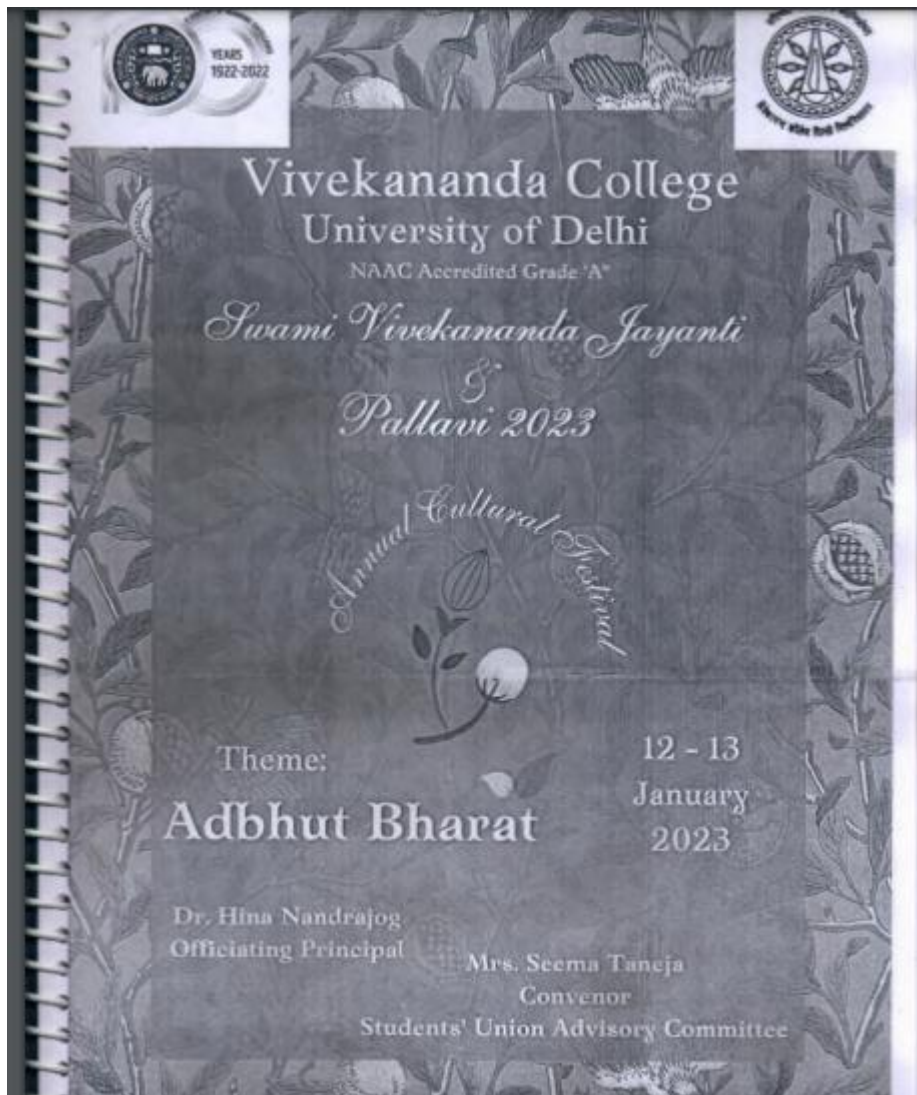 YEARS
1922-2022
Vivekananda College
University of Delhi
NAAC Accredited Grade 'A"
Swami Vivekananda Jayanti
&
Pallavi 2023
Annual Cultural Festival
Theme:
Adbhut Bharat
12 - 13
January
2023
Dr. Hina Nandrajog
Officiating Principal
Mrs. Seema Taneja
Convenor
Students' Union Advisory Committee